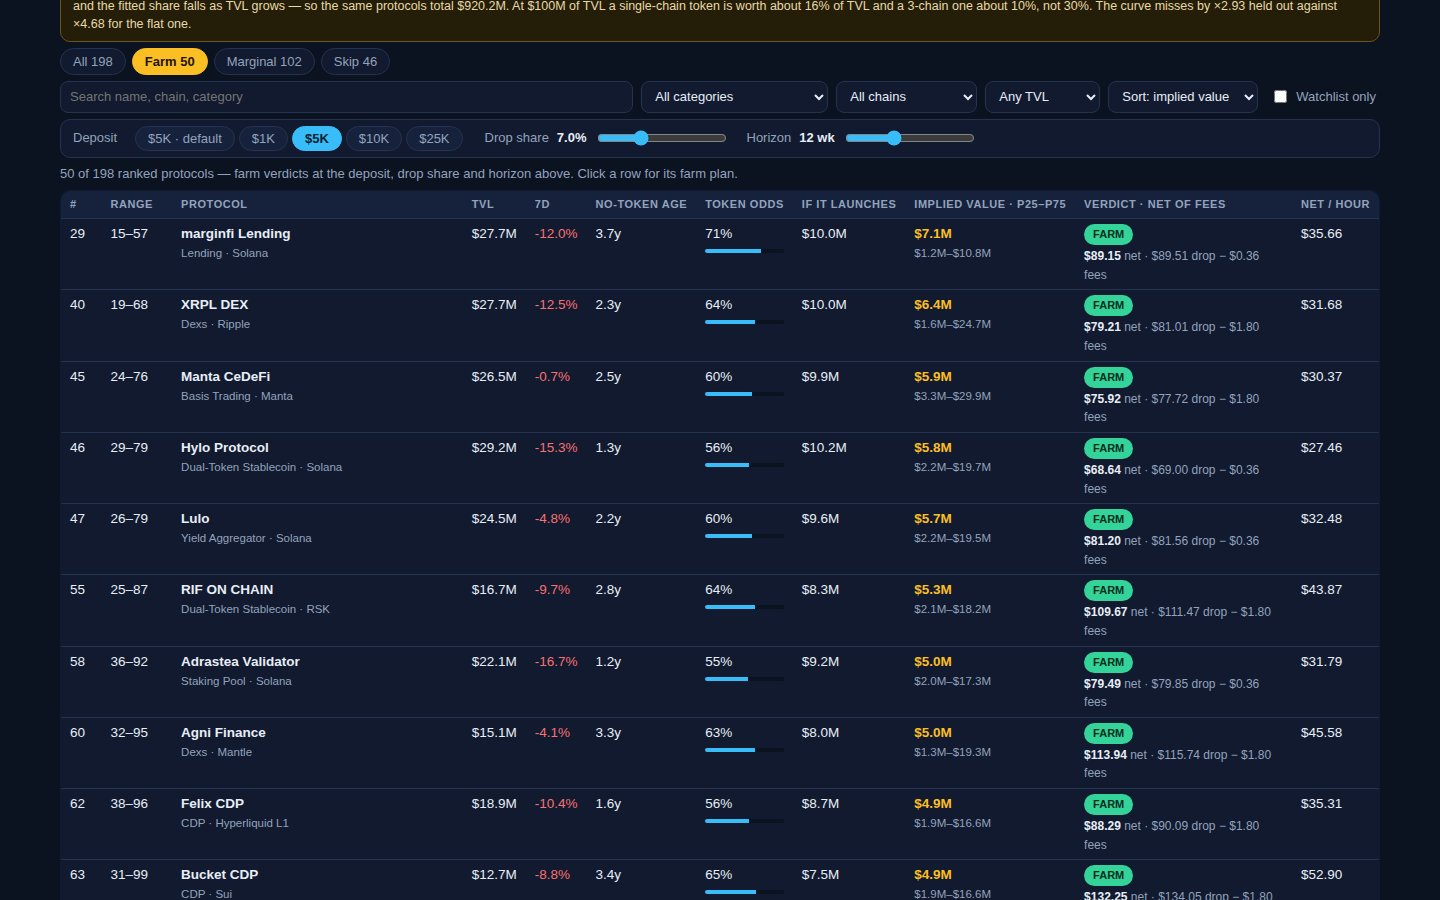 and the fitted share falls as TVL grows — so the same protocols total $920.2M. At $100M of TVL a single-chain token is worth about 16% of TVL and a 3-chain one about 10%, not 30%. The curve misses by ×2.93 held out against
×4.68 for the flat one.
All 198 Farm 50 Marginal 102 Skip 46
Search name, chain, category All categories All chains Any TVL Sort: implied value Watchlist only
Deposit $5K · default $1K $5K $10K $25K Drop share 7.0% Horizon 12 wk
50 of 198 ranked protocols — farm verdicts at the deposit, drop share and horizon above. Click a row for its farm plan.
# RANGE PROTOCOL TVL 7D NO-TOKEN AGE TOKEN ODDS IF IT LAUNCHES IMPLIED VALUE · P25–P75 VERDICT · NET OF FEES NET / HOUR
29 15–57 marginfi Lending $27.7M -12.0% 3.7y 71% $10.0M $7.1M FARM $35.66
Lending · Solana $1.2M–$10.8M $89.15 net · $89.51 drop − $0.36
fees
40 19–68 XRPL DEX $27.7M -12.5% 2.3y 64% $10.0M $6.4M FARM $31.68
Dexs · Ripple $1.6M–$24.7M $79.21 net · $81.01 drop − $1.80
fees
45 24–76 Manta CeDeFi $26.5M -0.7% 2.5y 60% $9.9M $5.9M FARM $30.37
Basis Trading · Manta $3.3M–$29.9M $75.92 net · $77.72 drop − $1.80
fees
46 29–79 Hylo Protocol $29.2M -15.3% 1.3y 56% $10.2M $5.8M FARM $27.46
Dual-Token Stablecoin · Solana $2.2M–$19.7M $68.64 net · $69.00 drop − $0.36
fees
47 26–79 Lulo $24.5M -4.8% 2.2y 60% $9.6M $5.7M FARM $32.48
Yield Aggregator · Solana $2.2M–$19.5M $81.20 net · $81.56 drop − $0.36
fees
55 25–87 RIF ON CHAIN $16.7M -9.7% 2.8y 64% $8.3M $5.3M FARM $43.87
Dual-Token Stablecoin · RSK $2.1M–$18.2M $109.67 net · $111.47 drop − $1.80
fees
58 36–92 Adrastea Validator $22.1M -16.7% 1.2y 55% $9.2M $5.0M FARM $31.79
Staking Pool · Solana $2.0M–$17.3M $79.49 net · $79.85 drop − $0.36
fees
60 32–95 Agni Finance $15.1M -4.1% 3.3y 63% $8.0M $5.0M FARM $45.58
Dexs · Mantle $1.3M–$19.3M $113.94 net · $115.74 drop − $1.80
fees
62 38–96 Felix CDP $18.9M -10.4% 1.6y 56% $8.7M $4.9M FARM $35.31
CDP · Hyperliquid L1 $1.9M–$16.6M $88.29 net · $90.09 drop − $1.80
fees
63 31–99 Bucket CDP $12.7M -8.8% 3.4y 65% $7.5M $4.9M FARM $52.90
CDP · Sui $1.9M–$16.6M $132.25 net · $134.05 drop − $1.80